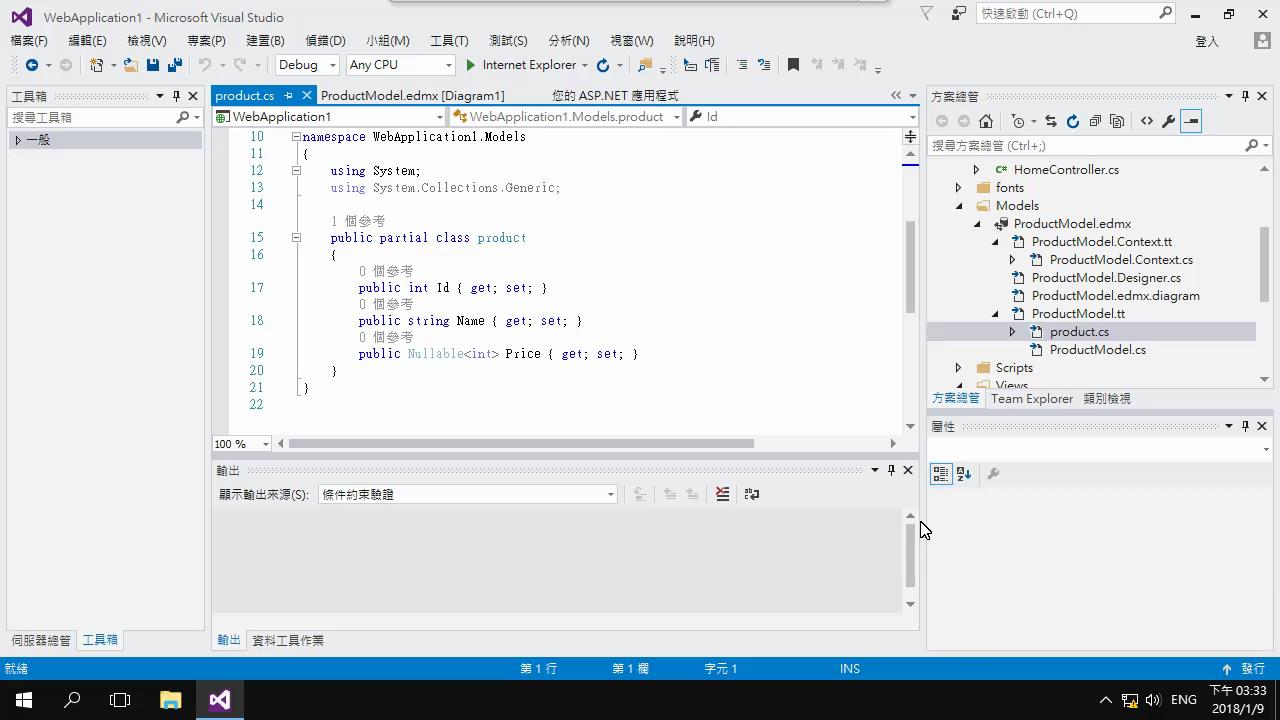 WebApplication1 - Microsoft Visual Studio
快速啟動 (Ctrl+Q)
檔案(F) 編輯(E) 檢視(V) 專案(P) 建置(B) 偵錯(D) 小組(M) 工具(T) 測試(S) 分析(N) 視窗(W) 說明(H) 登入
Debug Any CPU Internet Explorer
工具箱
搜尋工具箱
一般
product.cs ProductModel.edmx [Diagram1] 您的 ASP.NET 應用程式
WebApplication1 WebApplication1.Models.product Id
10 namespace WebApplication1.Models
11 {
12 using System;
13 using System.Collections.Generic;
14
1 個參考
15 public partial class product
16 {
0 個參考
17 public int Id { get; set; }
0 個參考
18 public string Name { get; set; }
0 個參考
19 public Nullable<int> Price { get; set; }
20 }
21 }
22
100 %
輸出
顯示輸出來源(S): 條件約束驗證
伺服器總管 工具箱
輸出 資料工具作業
方案總管
搜尋方案總管 (Ctrl+;)
HomeController.cs
fonts
Models
ProductModel.edmx
ProductModel.Context.tt
ProductModel.Context.cs
ProductModel.Designer.cs
ProductModel.edmx.diagram
ProductModel.tt
product.cs
ProductModel.cs
Scripts
Views
方案總管 Team Explorer 類別檢視
屬性
就緒 第 1 行 第 1 欄 字元 1 INS 發行
ENG
下午 03:33
2018/1/9